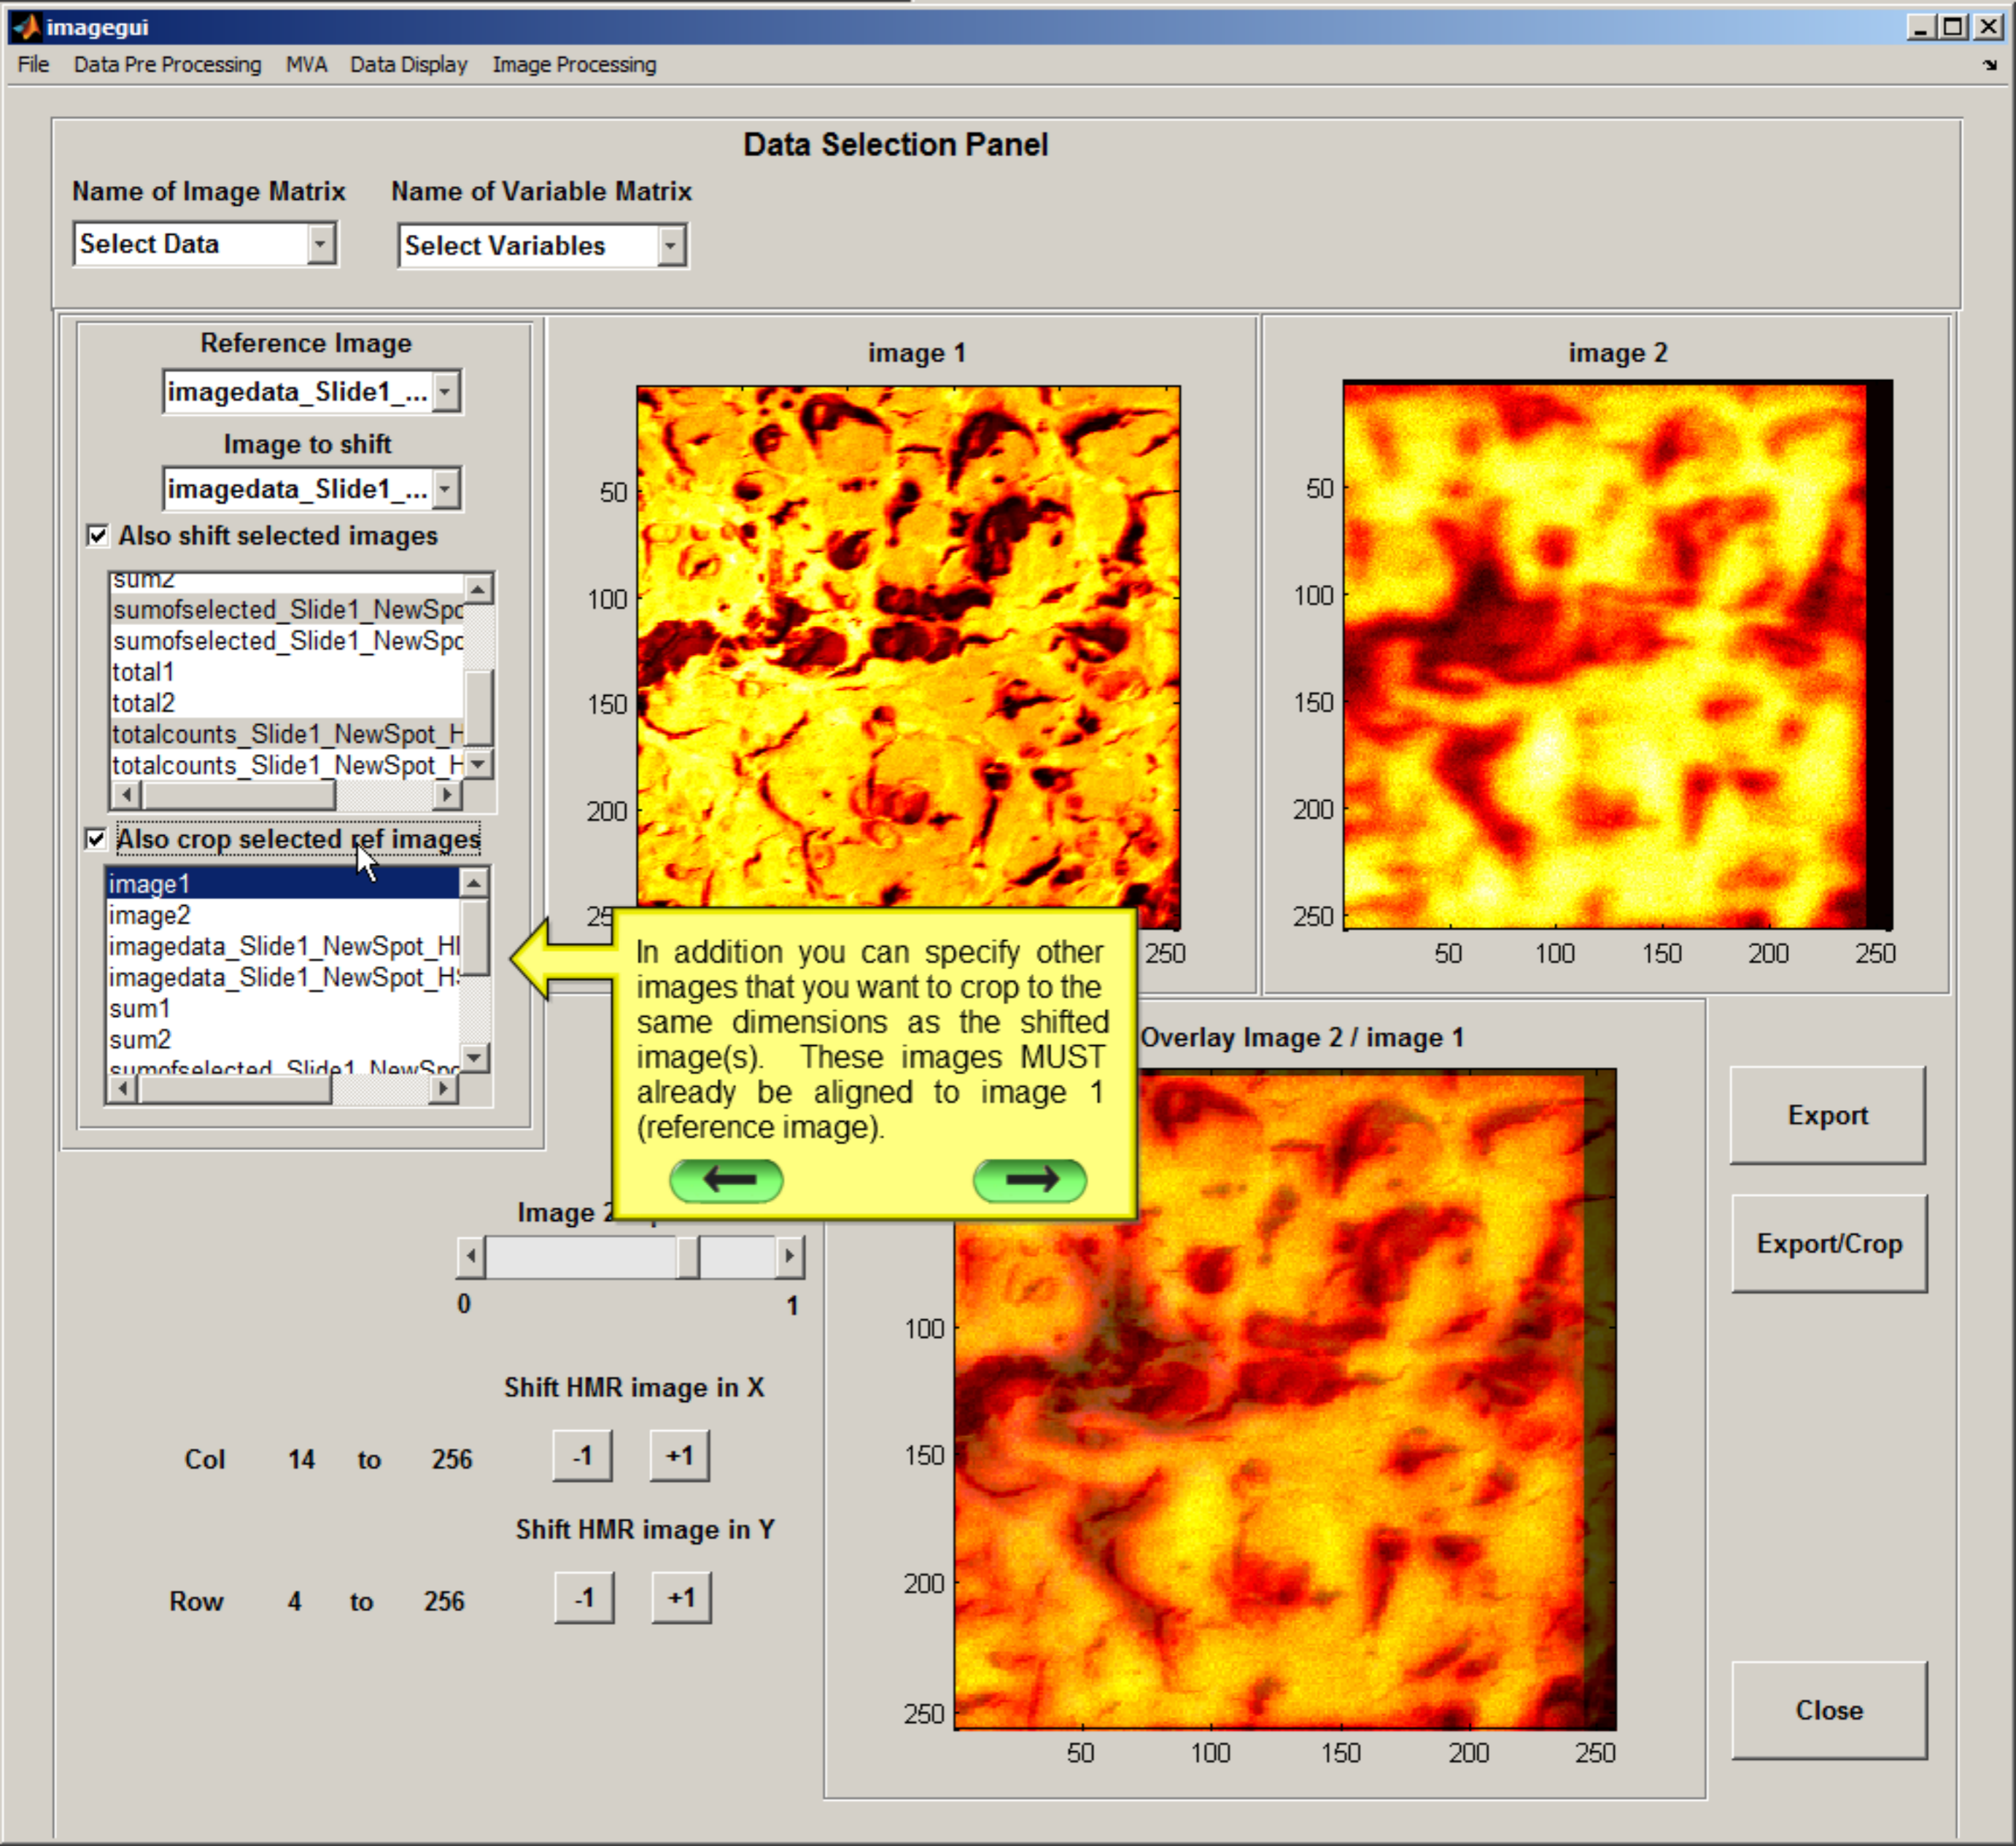 imagegui
File Data Pre Processing MVA Data Display Image Processing
Data Selection Panel
Name of Image Matrix Name of Variable Matrix
Select Data Select Variables
Reference Image
imagedata_Slide1_...
Image to shift
imagedata_Slide1_...
Also shift selected images
sum2
sumofselected_Slide1_NewSpo
sumofselected_Slide1_NewSpo
total1
total2
totalcounts_Slide1_NewSpot_H
totalcounts_Slide1_NewSpot_H
Also crop selected ref images
image1
image2
imagedata_Slide1_NewSpot_HI
imagedata_Slide1_NewSpot_H
sum1
sum2
sumofselected_Slide1_NewSpo
image 1
50
100
150
200
25
250
image 2
50
100
150
200
250
50 100 150 200 250
In addition you can specify other
images that you want to crop to the
same dimensions as the shifted
image(s). These images MUST
already be aligned to image 1
(reference image).
Overlay Image 2 / image 1
100
150
200
250
50 100 150 200 250
Export
Export/Crop
Close
Image 2
0 1
Shift HMR image in X
Col 14 to 256 -1 +1
Shift HMR image in Y
Row 4 to 256 -1 +1